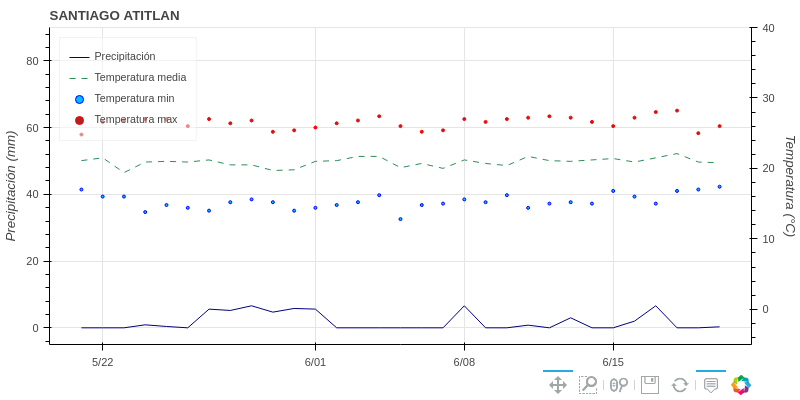 SANTIAGO ATITLAN
Precipitación
Temperatura media
Temperatura min
Temperatura max
Precipitación (mm)
80
60
40
20
0
Temperatura (°C)
40
30
20
10
0
5/22
6/01
6/08
6/15